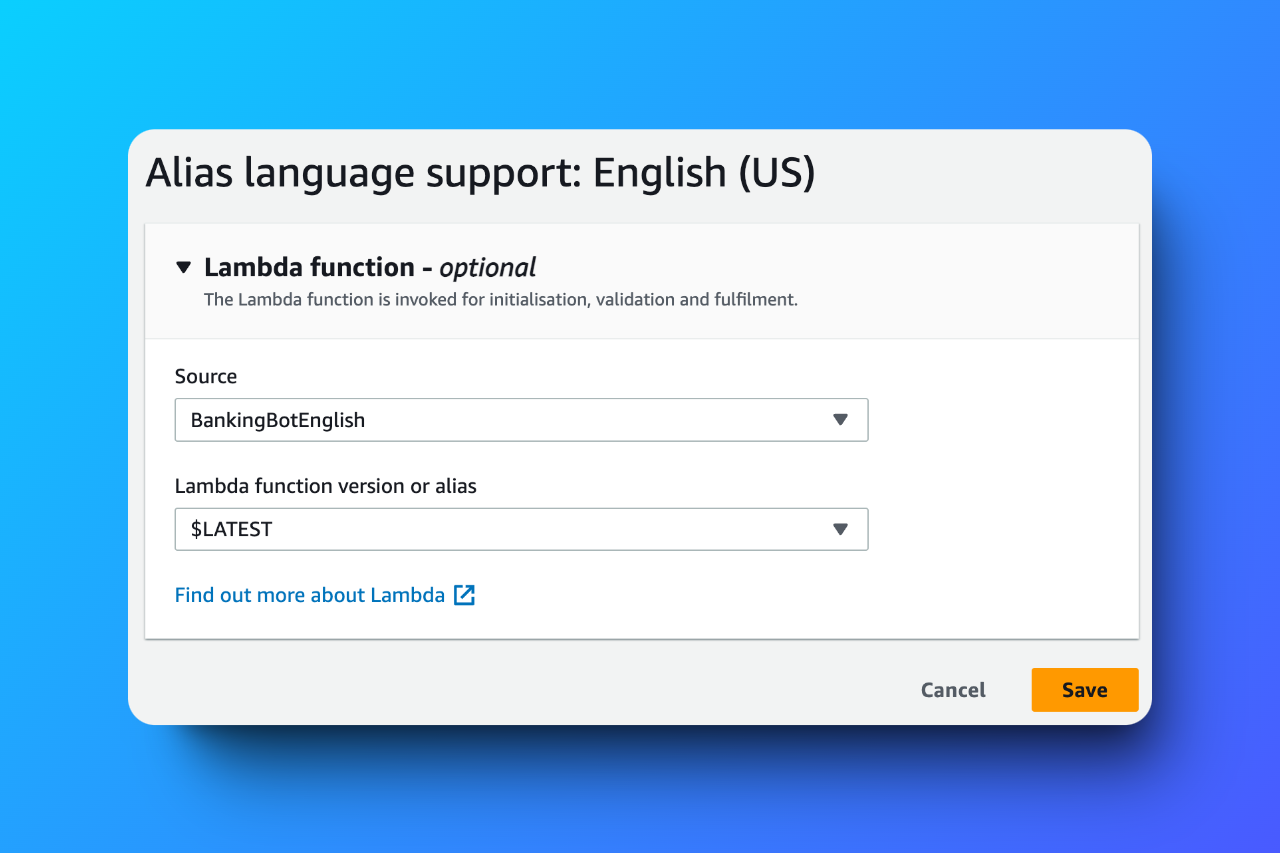 Alias language support: English (US)
Lambda function - optional
The Lambda function is invoked for initialisation, validation and fulfilment.
Source
BankingBotEnglish
Lambda function version or alias
$LATEST
Find out more about Lambda
Cancel
Save